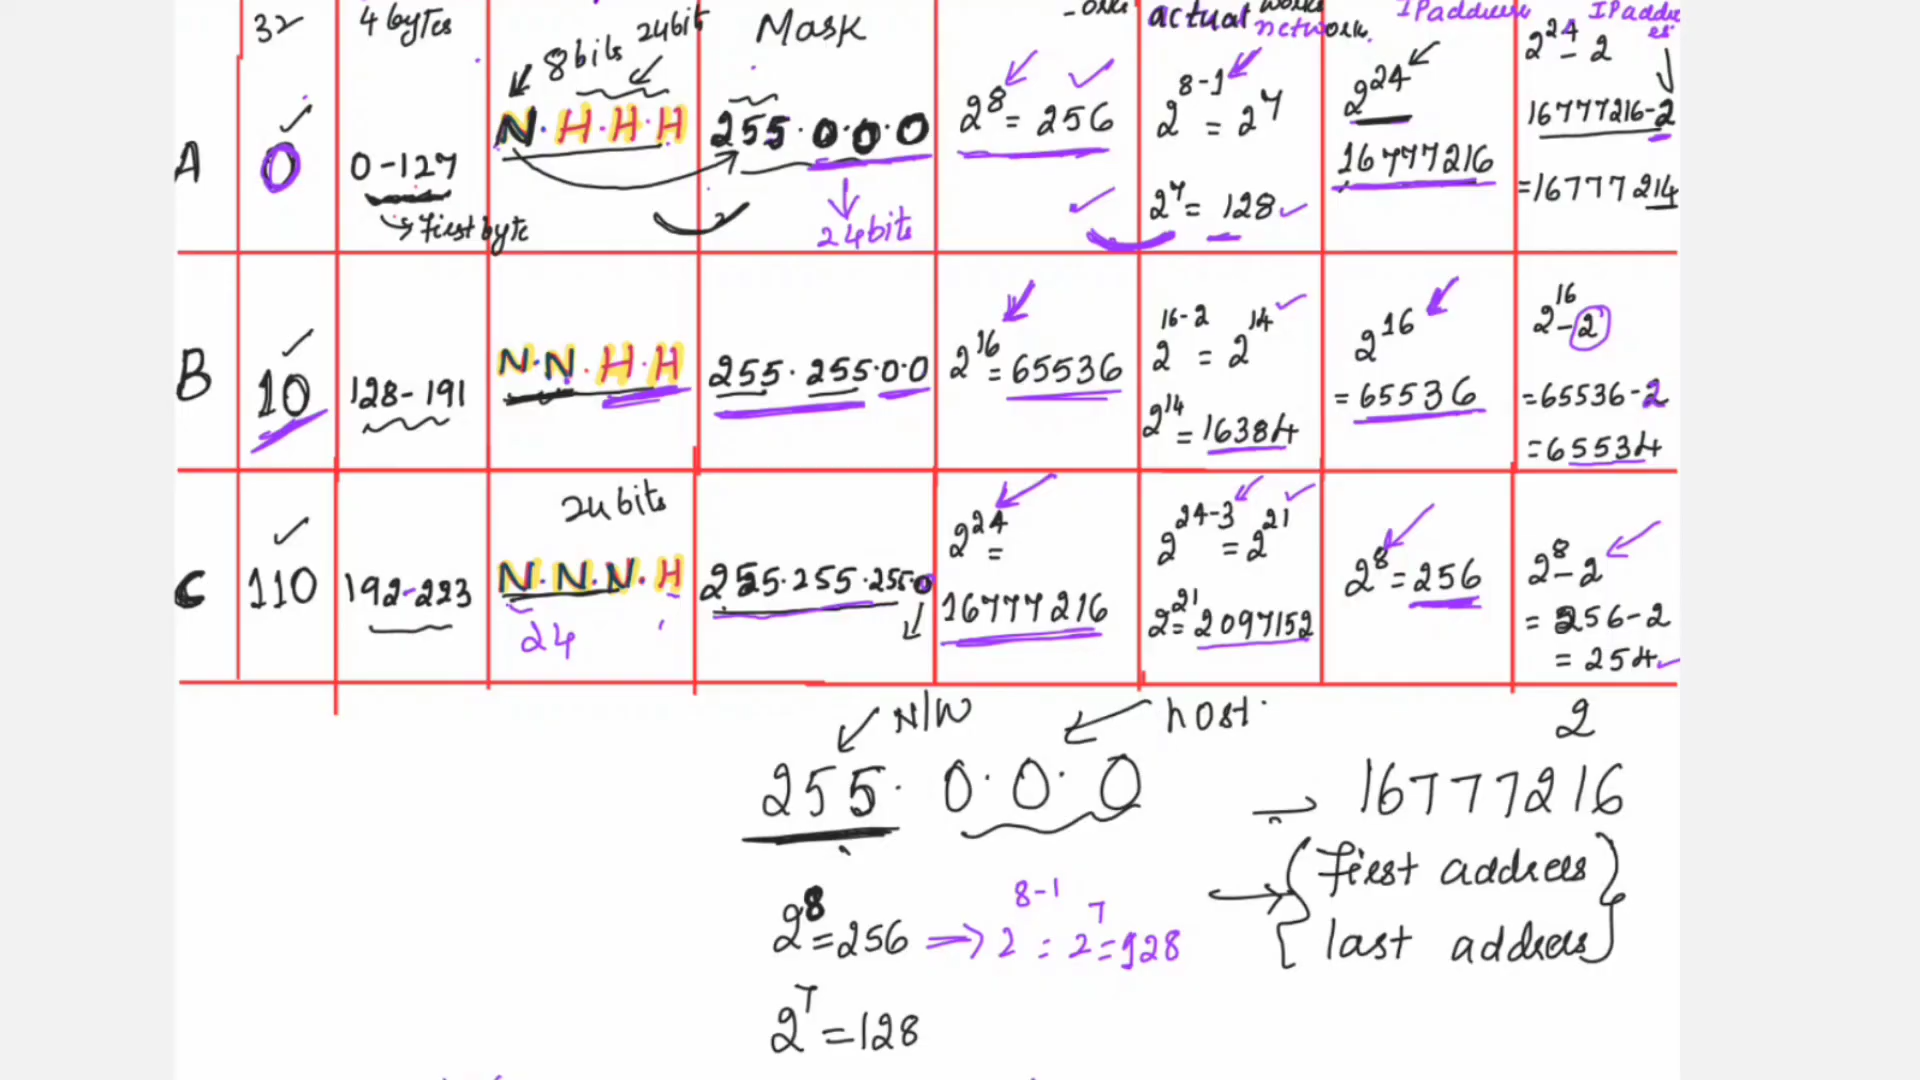 32
4 bytes
8 bits
24bit
Mask
actual
works
network.
IPaddress
IPaddre
es
2^24 - 2
A
0
0 -127
first byte
N.H.H.H
255.0.0.0
24bits
2^8 = 256
2^8-1 = 2^7
2^7 = 128
2^24
16777216
16777216-2
=16777214
B
10
128- 191
N.N.H.H
255.255.0.0
2^16 = 65536
2^16-2 = 2^14
2^14 = 16384
2^16
= 65536
2^16 - 2
=65536-2
=65534
C
110
192-223
24 bits
N.N.N.H
24
255.255.255.0
2^24 =
16777216
2^24-3 = 2^21
2^21 = 2097152
2^8 = 256
2^8 - 2
= 256-2
= 254
N/W
host
2
255.0.0.0
16777216
(first address)
[last address]
2^8 = 256 => 2^8-1 = 2^7 = 128
2^7 = 128